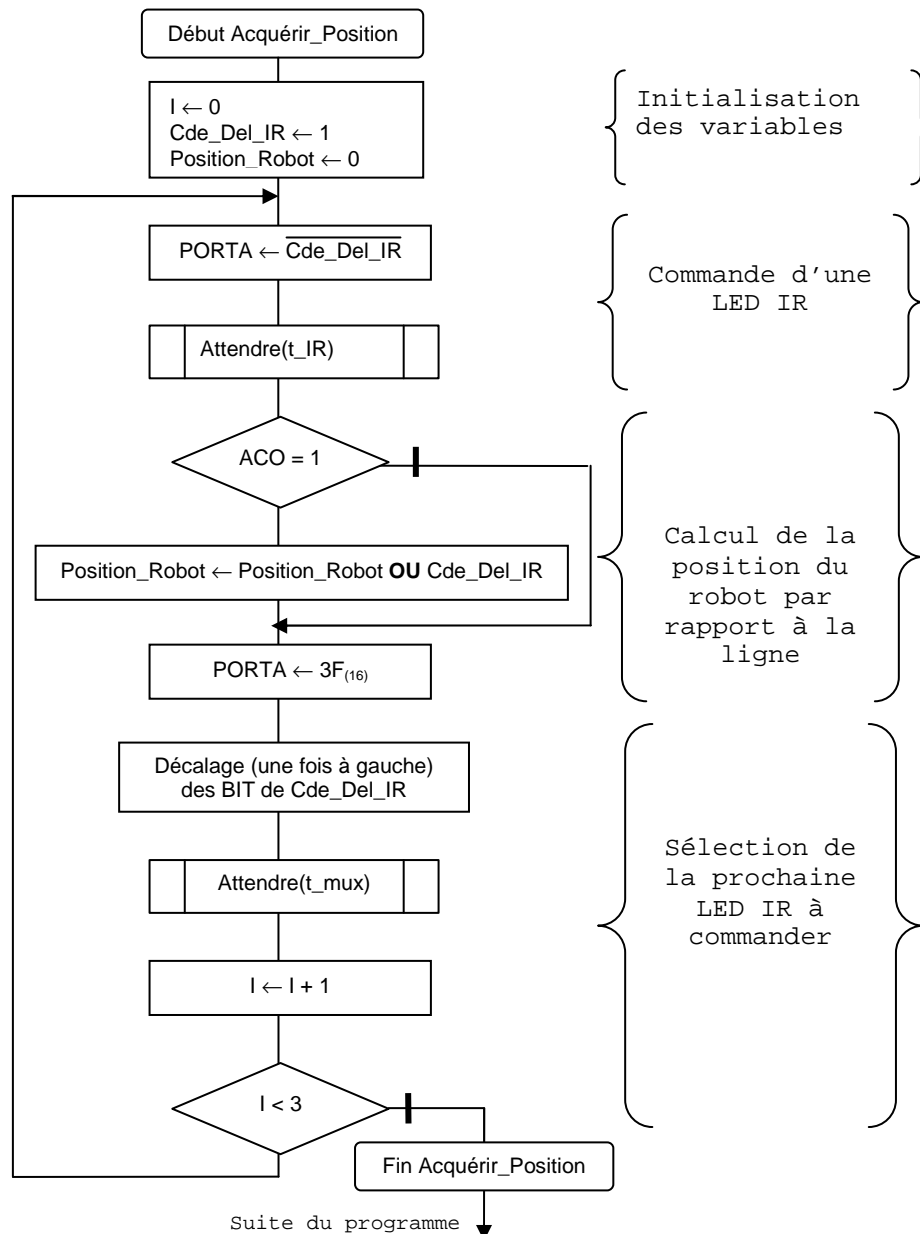 Début Acquérir_Position
I ← 0
Cde_Del_IR ← 1
Position_Robot ← 0
Initialisation
des variables
PORTA ← C̅d̅e̅_̅D̅e̅l̅_̅I̅R̅
Commande d’une
LED IR
Attendre(t_IR)
ACO = 1
Position_Robot ← Position_Robot OU Cde_Del_IR
Calcul de la
position du
robot par
rapport à la
ligne
PORTA ← 3F(16)
Décalage (une fois à gauche)
des BIT de Cde_Del_IR
Attendre(t_mux)
Sélection de
la prochaine
LED IR à
commander
I ← I + 1
I < 3
Fin Acquérir_Position
Suite du programme